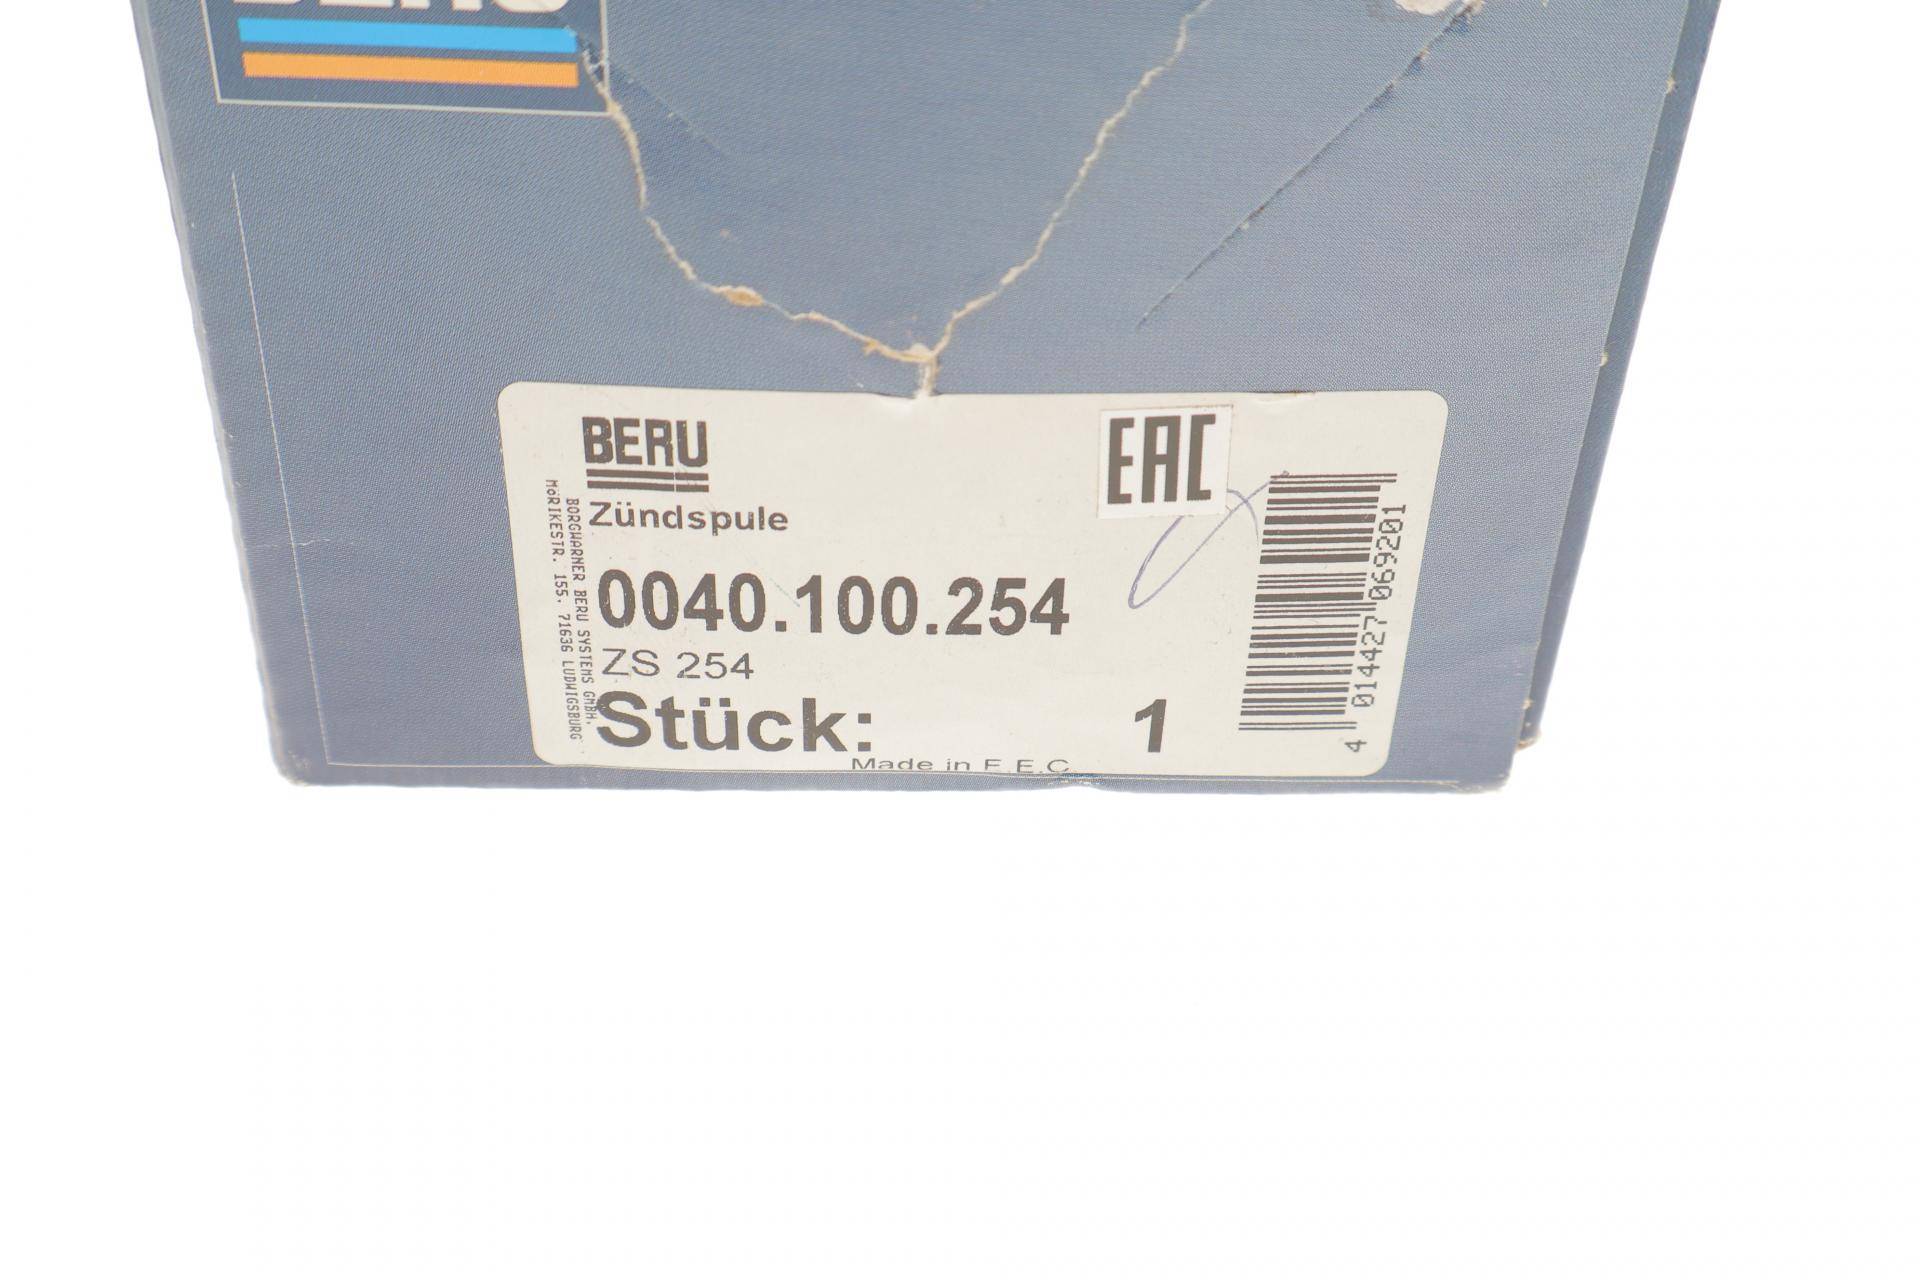 BERU
BERU
EAC
Zündspule
BORGWARNER BERU SYSTEMS GMBH.
MöRIKESTR. 155. 71636 LUDWIGSBURG
0040.100.254
ZS 254
Stück: 1
Made in E.E.C
4 014427 069201